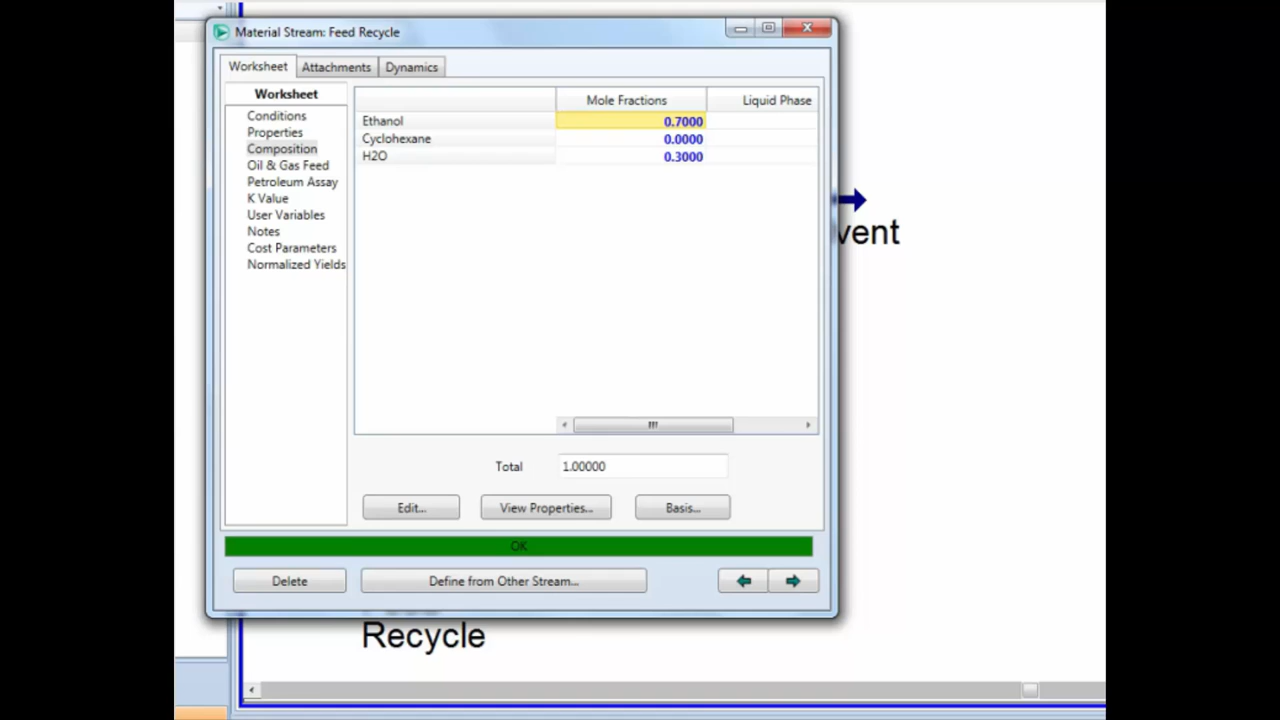 Material Stream: Feed Recycle
Worksheet Attachments Dynamics
Worksheet
Conditions
Properties
Composition
Oil & Gas Feed
Petroleum Assay
K Value
User Variables
Notes
Cost Parameters
Normalized Yields
Mole Fractions Liquid Phase
Ethanol 0.7000
Cyclohexane 0.0000
H2O 0.3000
Total 1.00000
Edit... View Properties... Basis...
OK
Delete Define from Other Stream...
vent
Recycle